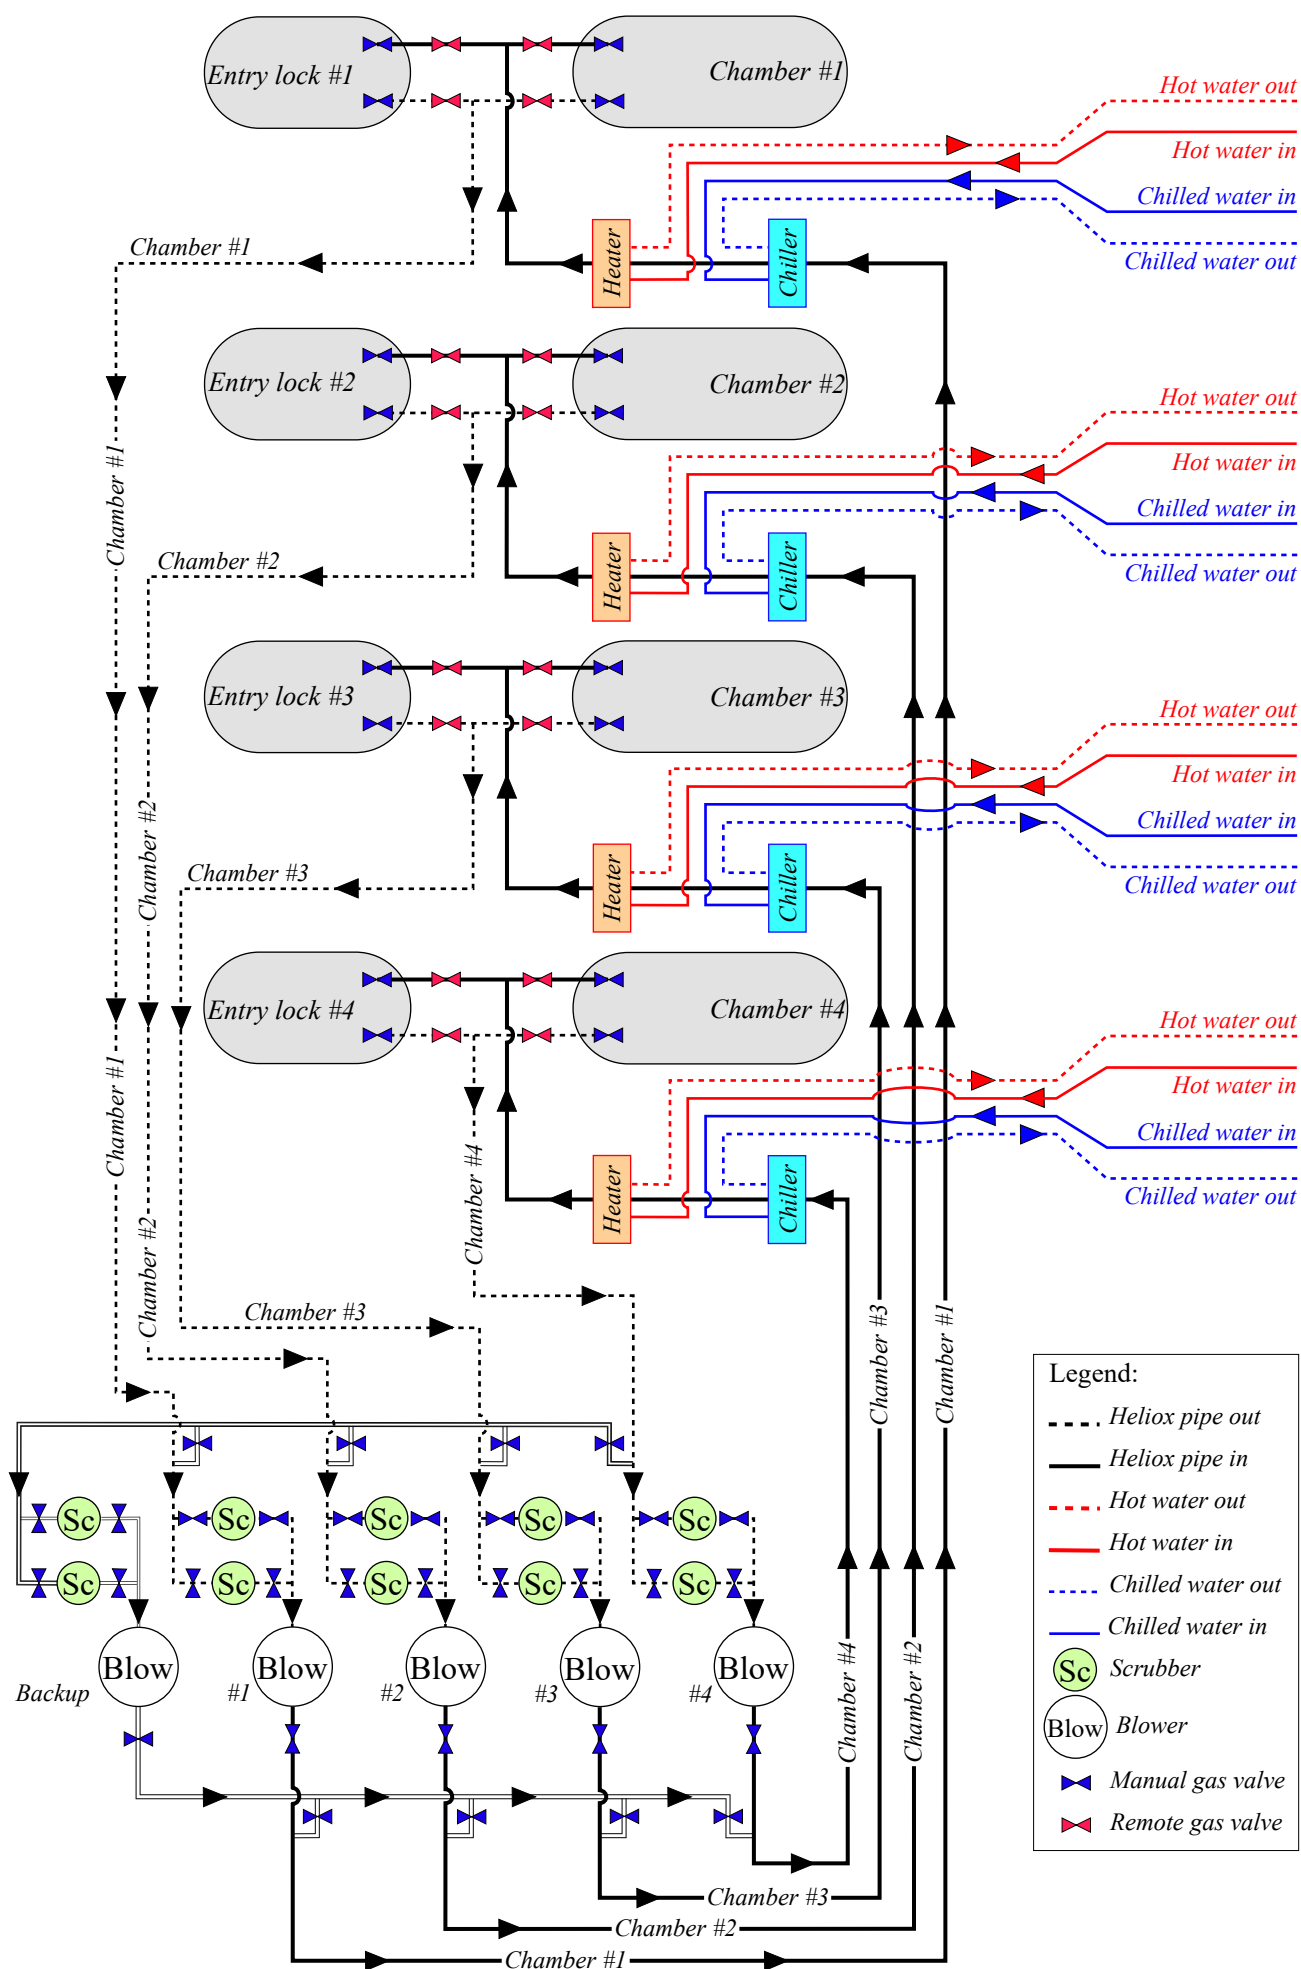 Entry lock #1
Chamber #1
Hot water out
Hot water in
Chilled water in
Chilled water out
Heater
Chiller
Chamber #1
Entry lock #2
Chamber #2
Hot water out
Hot water in
Chilled water in
Chilled water out
Heater
Chiller
Chamber #1
Chamber #2
Entry lock #3
Chamber #3
Hot water out
Hot water in
Chilled water in
Chilled water out
Heater
Chiller
Chamber #2
Chamber #3
Entry lock #4
Chamber #4
Hot water out
Hot water in
Chilled water in
Chilled water out
Heater
Chiller
Chamber #1
Chamber #2
Chamber #4
Chamber #3
Chamber #3
Chamber #1
Legend:
Heliox pipe out
Heliox pipe in
Hot water out
Hot water in
Chilled water out
Chilled water in
Sc Scrubber
Blow Blower
Manual gas valve
Remote gas valve
Sc
Sc
Sc
Sc
Sc
Sc
Sc
Sc
Sc
Sc
Blow
Blow
Blow
Blow
Blow
Backup
#1
#2
#3
#4
Chamber #4
Chamber #2
Chamber #3
Chamber #2
Chamber #1